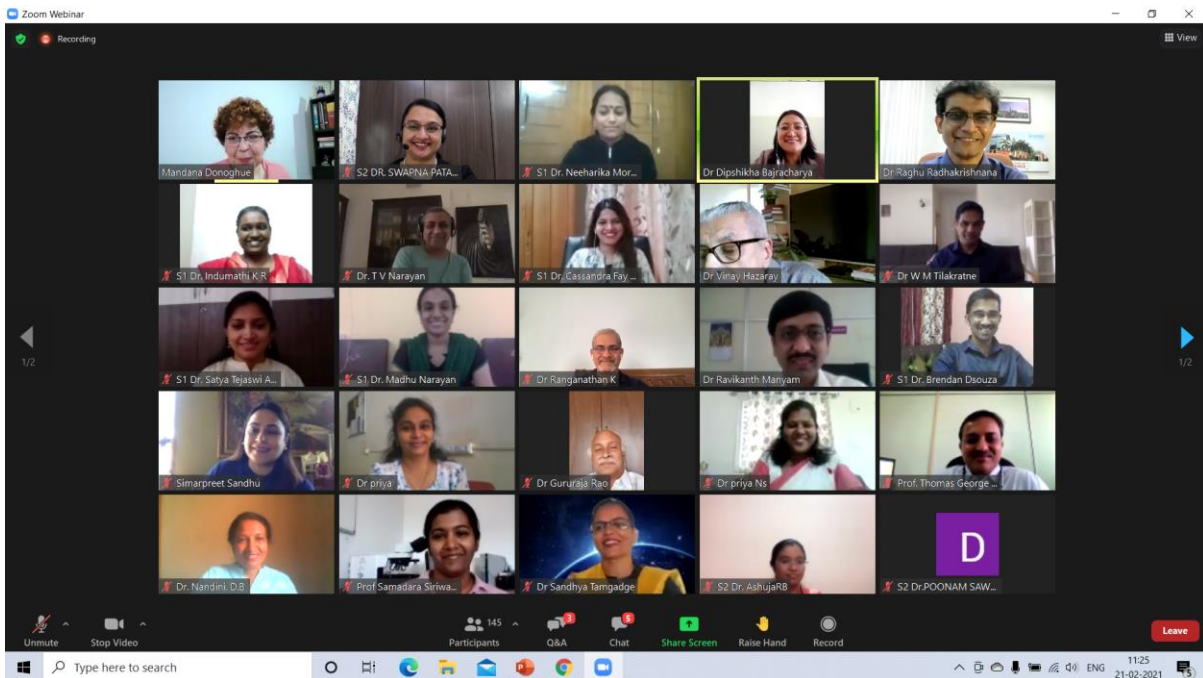 Zoom Webinar
Recording
View
Mandana Donoghue
S2 DR. SWAPNA PATA...
S1 Dr. Neeharika Mor...
Dr Dipshikha Bajracharya
Dr Raghu Radhakrishnana
S1 Dr. Indumathi K R
Dr. T V Narayan
S1 Dr. Cassandra Fay ...
Dr Vinay Hazaray
Dr W M Tilakratne
1/2
1/2
S1 Dr. Satya Tejaswi A...
S1 Dr. Madhu Narayan
Dr Ranganathan K
Dr Ravikanth Manyam
S1 Dr. Brendan Dsouza
Simarpreet Sandhu
Dr priya
Dr Gururaja Rao
Dr priya Ns
Prof. Thomas George ...
D
Dr. Nandini. D.B
Prof Samadara Siriwa...
Dr Sandhya Tamgadge
S2 Dr. AshujaRB
S2 Dr.POONAM SAW...
145
3
5
Unmute
Stop Video
Participants
Q&A
Chat
Share Screen
Raise Hand
Record
Leave
Type here to search
ENG
11:25
21-02-2021
5